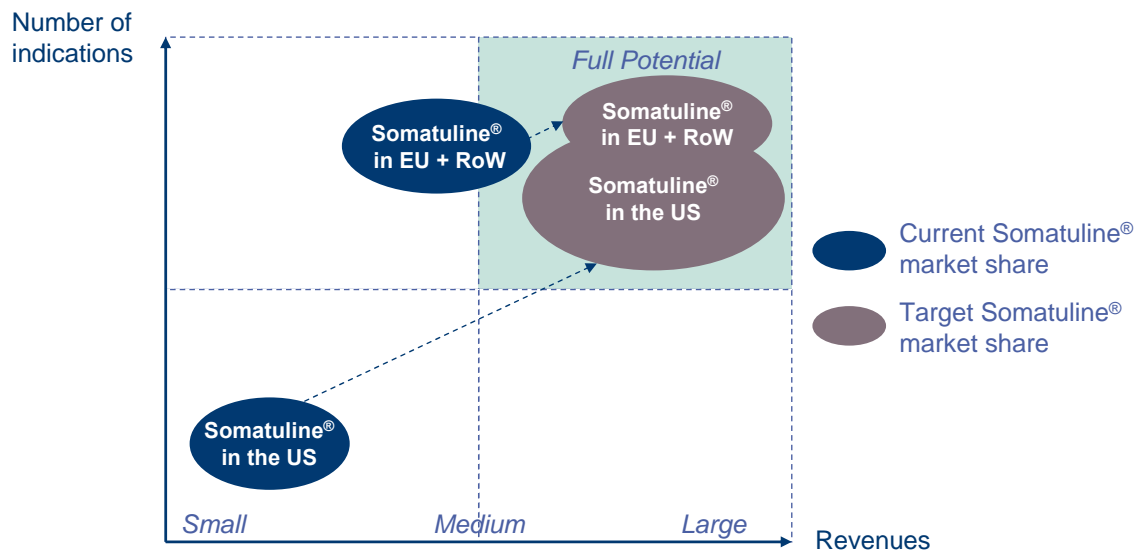 Number of
indications
Full Potential
Somatuline®
in EU + RoW
Somatuline®
in EU + RoW
Somatuline®
in the US
Current Somatuline®
market share
Target Somatuline®
market share
Somatuline®
in the US
Small
Medium
Large
Revenues